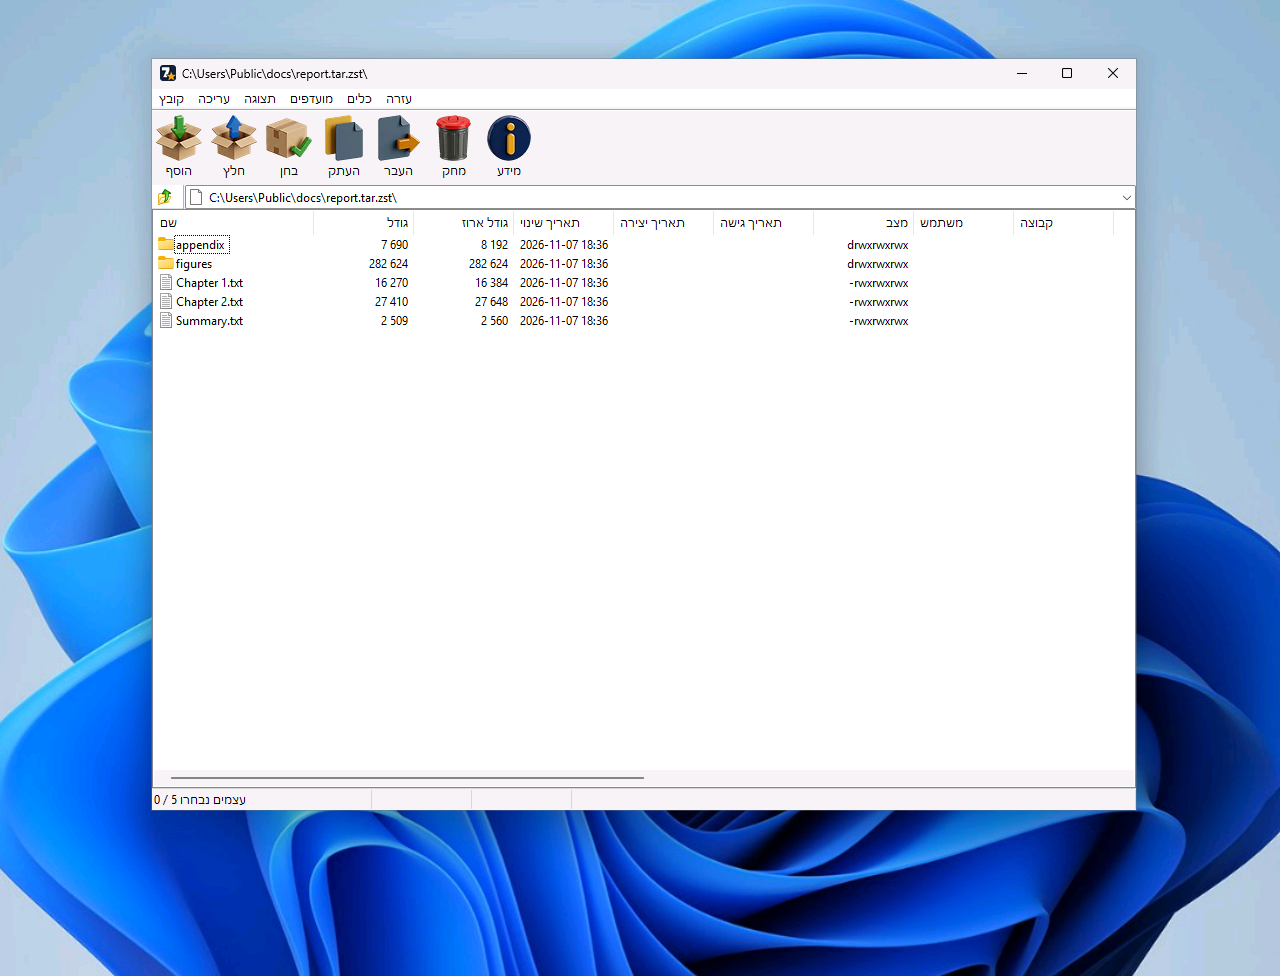 C:\Users\Public\docs\report.tar.zst\
קובץ עריכה תצוגה מועדפים כלים עזרה
הוסף חלץ בחן העתק העבר מחק מידע
C:\Users\Public\docs\report.tar.zst\
שם גודל גודל ארוז תאריך שינוי תאריך יצירה תאריך גישה מצב משתמש קבוצה
appendix 7 690 8 192 2026-11-07 18:36 drwxrwxrwx
figures 282 624 282 624 2026-11-07 18:36 drwxrwxrwx
Chapter 1.txt 16 270 16 384 2026-11-07 18:36 -rwxrwxrwx
Chapter 2.txt 27 410 27 648 2026-11-07 18:36 -rwxrwxrwx
Summary.txt 2 509 2 560 2026-11-07 18:36 -rwxrwxrwx
0 / 5 עצמים נבחרו